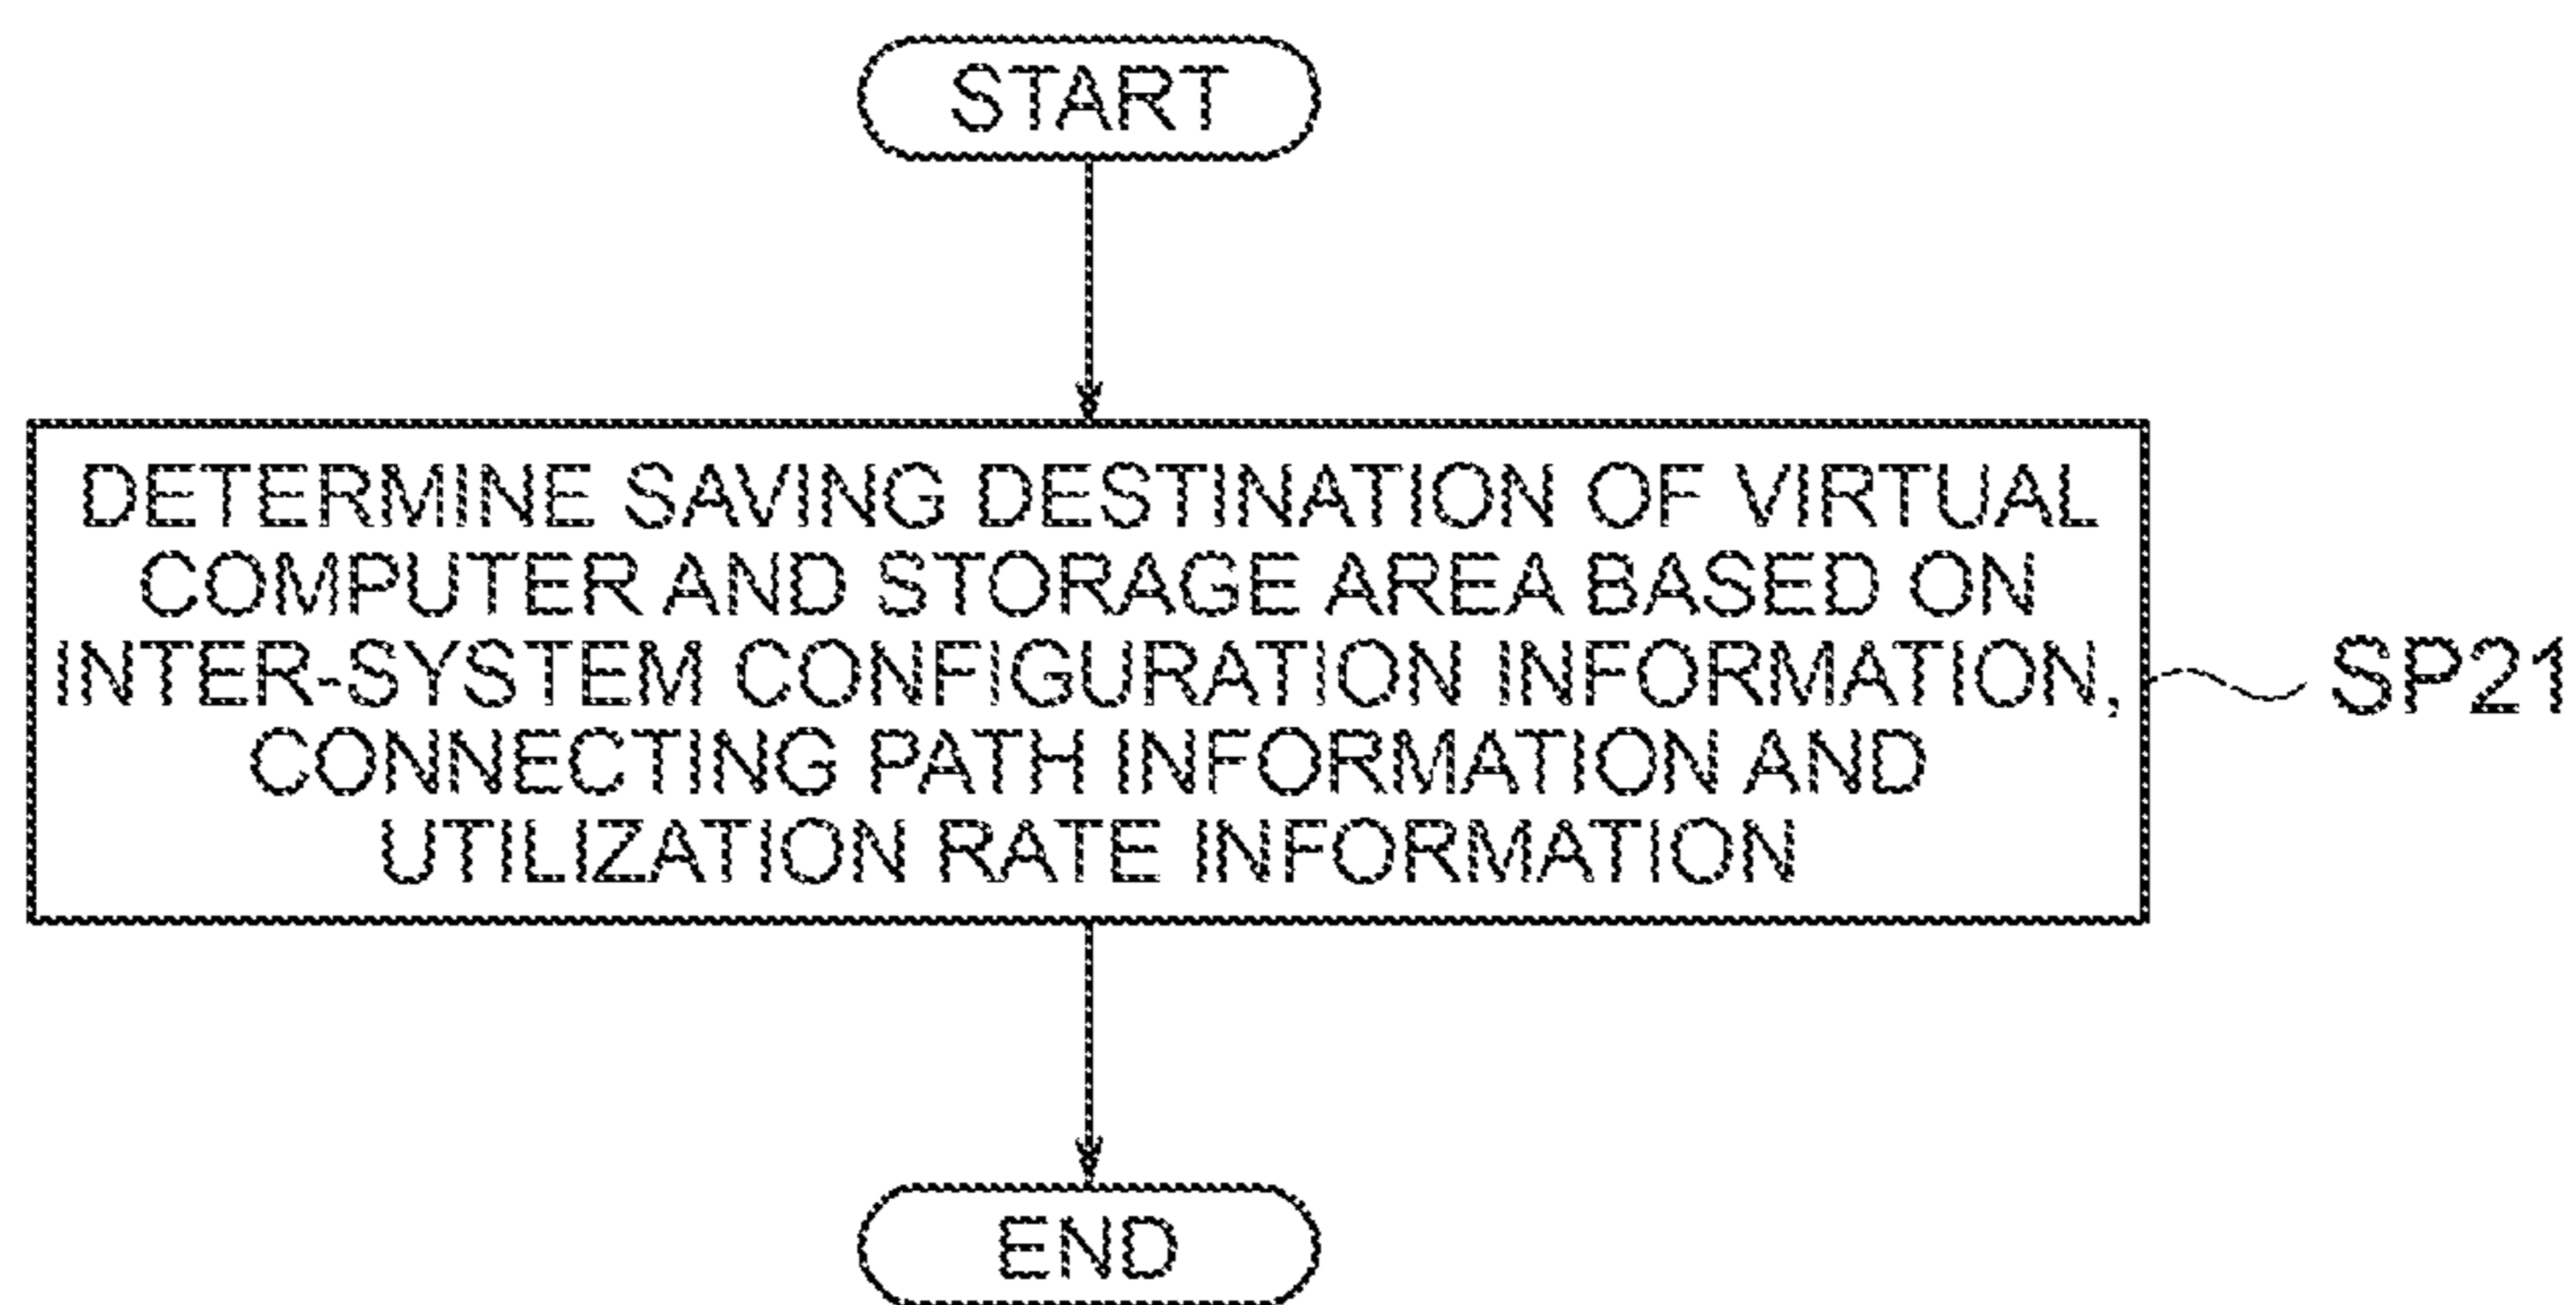 START
DETERMINE SAVING DESTINATION OF VIRTUAL
COMPUTER AND STORAGE AREA BASED ON
INTER-SYSTEM CONFIGURATION INFORMATION,
CONNECTING PATH INFORMATION AND
UTILIZATION RATE INFORMATION
SP21
END